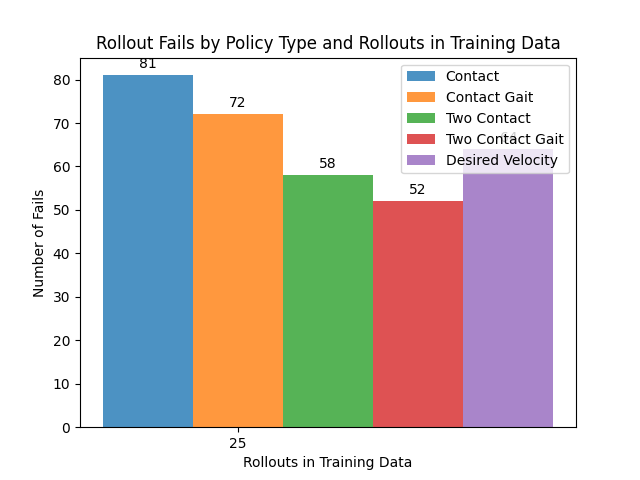 Rollout Fails by Policy Type and Rollouts in Training Data
81
72
58
52
Contact
Contact Gait
Two Contact
Two Contact Gait
Desired Velocity
Number of Fails
80
70
60
50
40
30
20
10
0
25
Rollouts in Training Data